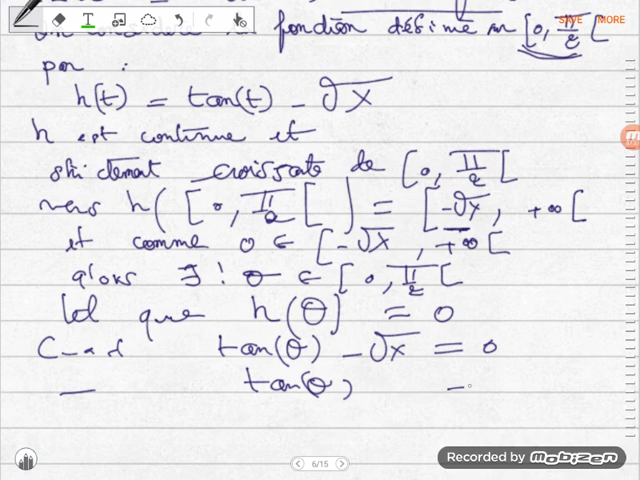 SAVE MORE
fonction définie sur [0, π/2[
par :
h(t) = tan(t) - √x
h est continue et
strictement croissante de [0, π/2[
vers h([0, π/2[) = [-√x, +∞[
et comme 0 ∈ [-√x, +∞[
alors ∃! θ ∈ [0, π/2[
tel que h(θ) = 0
C-à-d tan(θ) - √x = 0
— tan(θ) =
6/15
Recorded by mobizen